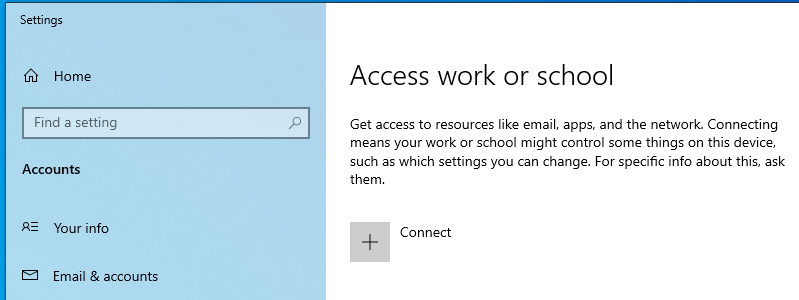 Settings
Home
Find a setting
Accounts
Your info
Email & accounts
Access work or school
Get access to resources like email, apps, and the network. Connecting
means your work or school might control some things on this device,
such as which settings you can change. For specific info about this, ask
them.
Connect